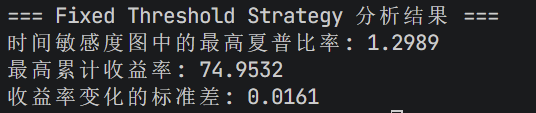 === Fixed Threshold Strategy 分析结果 ===
时间敏感度图中的最高夏普比率: 1.2989
最高累计收益率: 74.9532
收益率变化的标准差: 0.0161